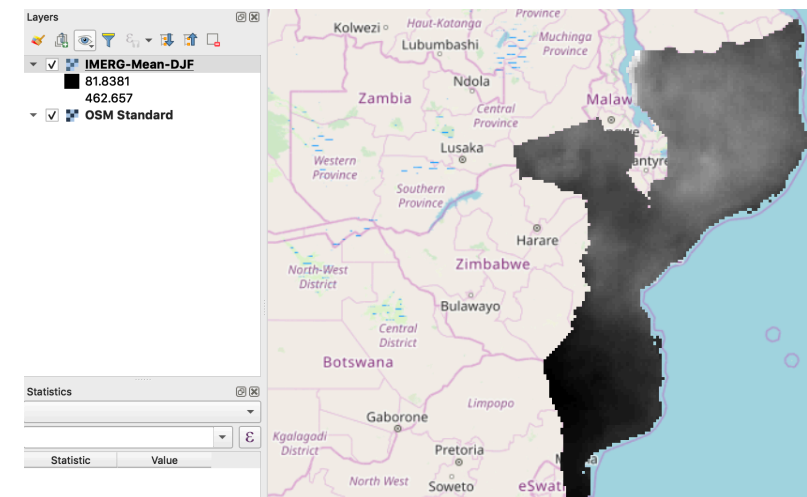 Layers
IMERG-Mean-DJF
81.8381
462.657
OSM Standard
Statistics
Statistic
Value
Province
Kolwezi
Haut-Katanga
Lubumbashi
Muchinga
Province
Ndola
Zambia
Central
Province
Malaw
Lusaka
Western
Province
antyre
Southern
Province
Harare
Zimbabwe
North-West
District
Bulawayo
Central
District
Botswana
Limpopo
Gaborone
Kgalagadi
District
Pretoria
North West
Soweto
eSwat